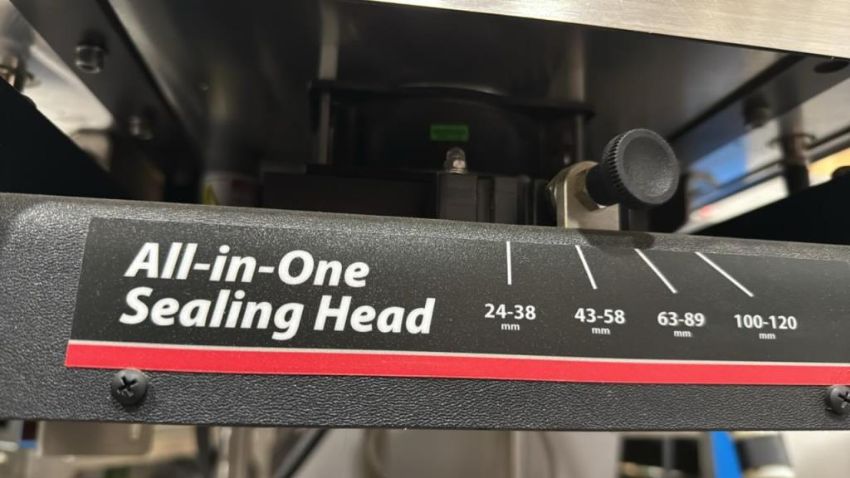 All-in-One
Sealing Head
24-38
mm
43-58
mm
63-89
mm
100-120
mm